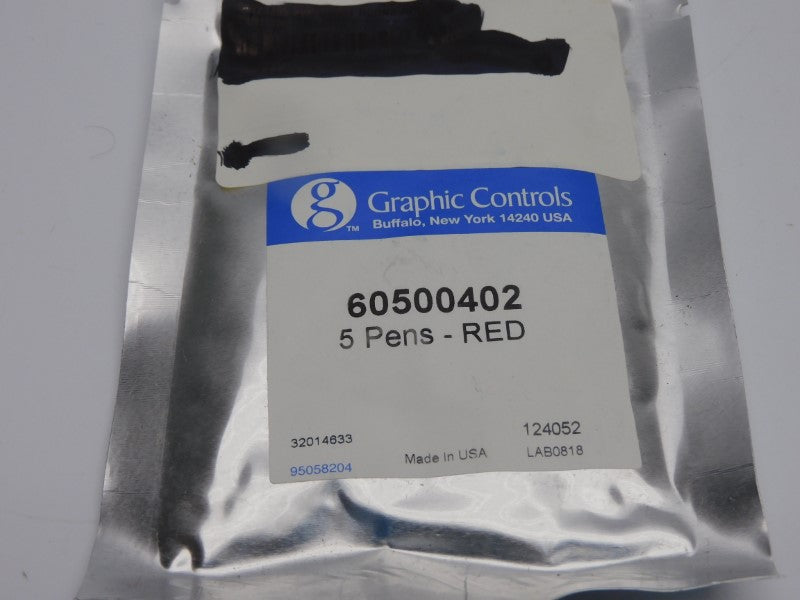 g
TM
Graphic Controls
Buffalo, New York 14240 USA
60500402
5 Pens - RED
32014633
95058204
Made In USA
124052
LAB0818